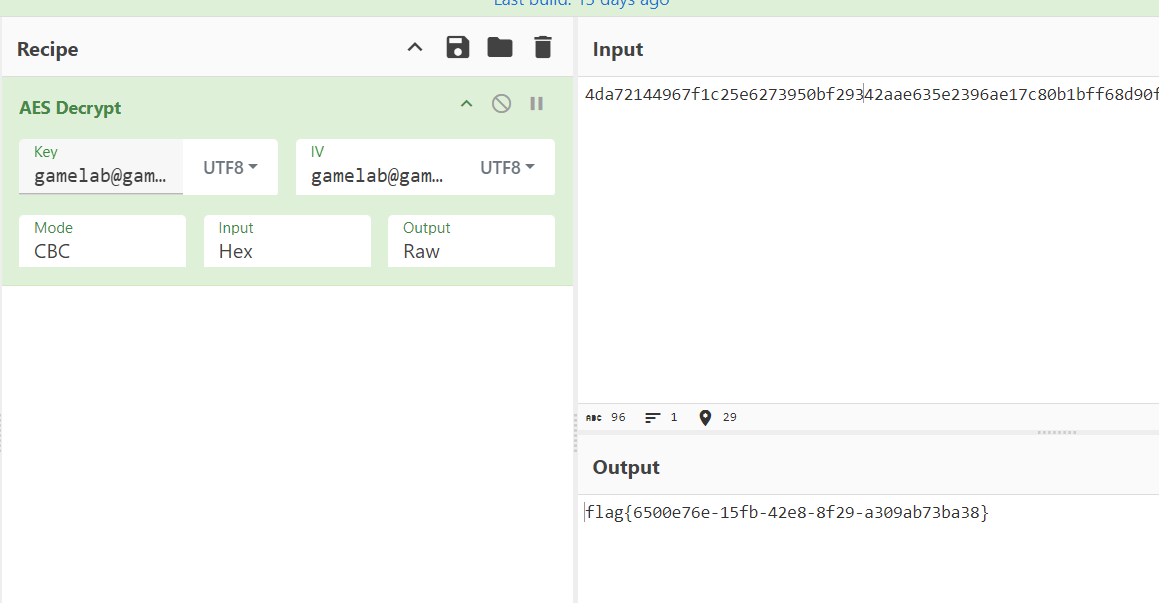 Last build: 15 days ago
Recipe
AES Decrypt
Key
gamelab@gam…
UTF8
IV
gamelab@gam…
UTF8
Mode
CBC
Input
Hex
Output
Raw
Input
4da72144967f1c25e6273950bf29342aae635e2396ae17c80b1bff68d90f
ABC 96 1 29
Output
flag{6500e76e-15fb-42e8-8f29-a309ab73ba38}